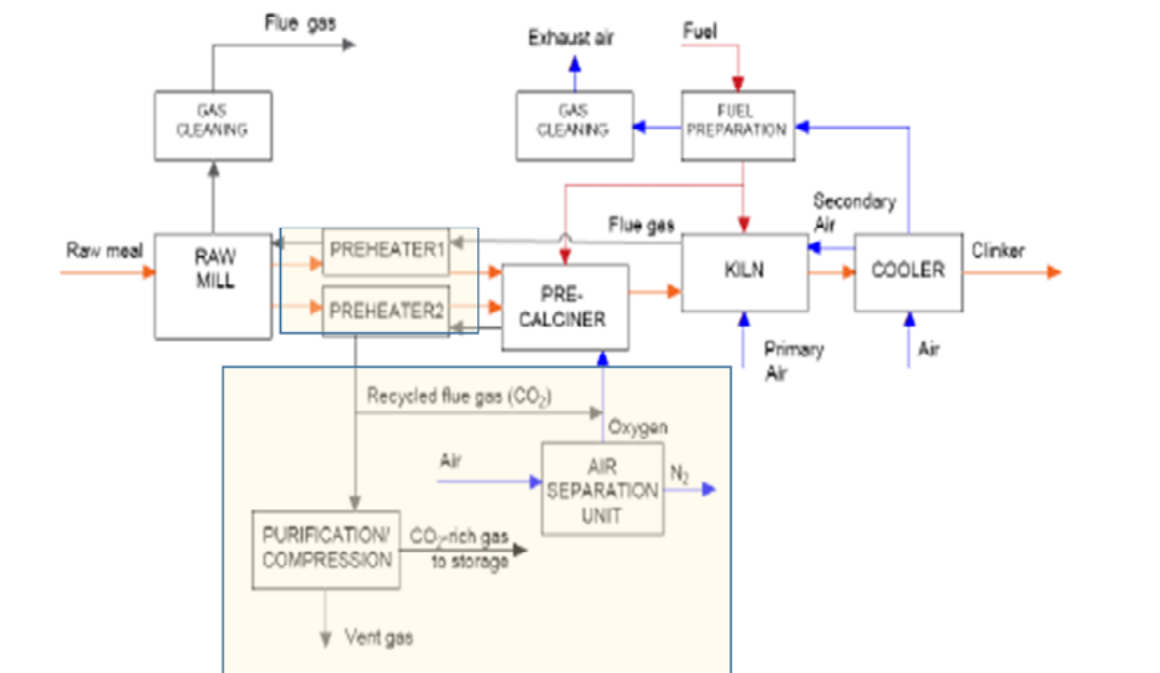 Flue gas
Exhaust air
Fuel
GAS
CLEANING
GAS
CLEANING
FUEL
PREPARATION
Secondary
Air
Raw meal
RAW
MILL
PREHEATER1
Flue gas
KILN
COOLER
Clinker
PREHEATER2
PRE-
CALCINER
Primary
Air
Air
Recycled flue gas (CO₂)
Oxygen
Air
AIR
SEPARATION
UNIT
N₂
PURIFICATION/
COMPRESSION
CO₂-rich gas
to storage
Vent gas